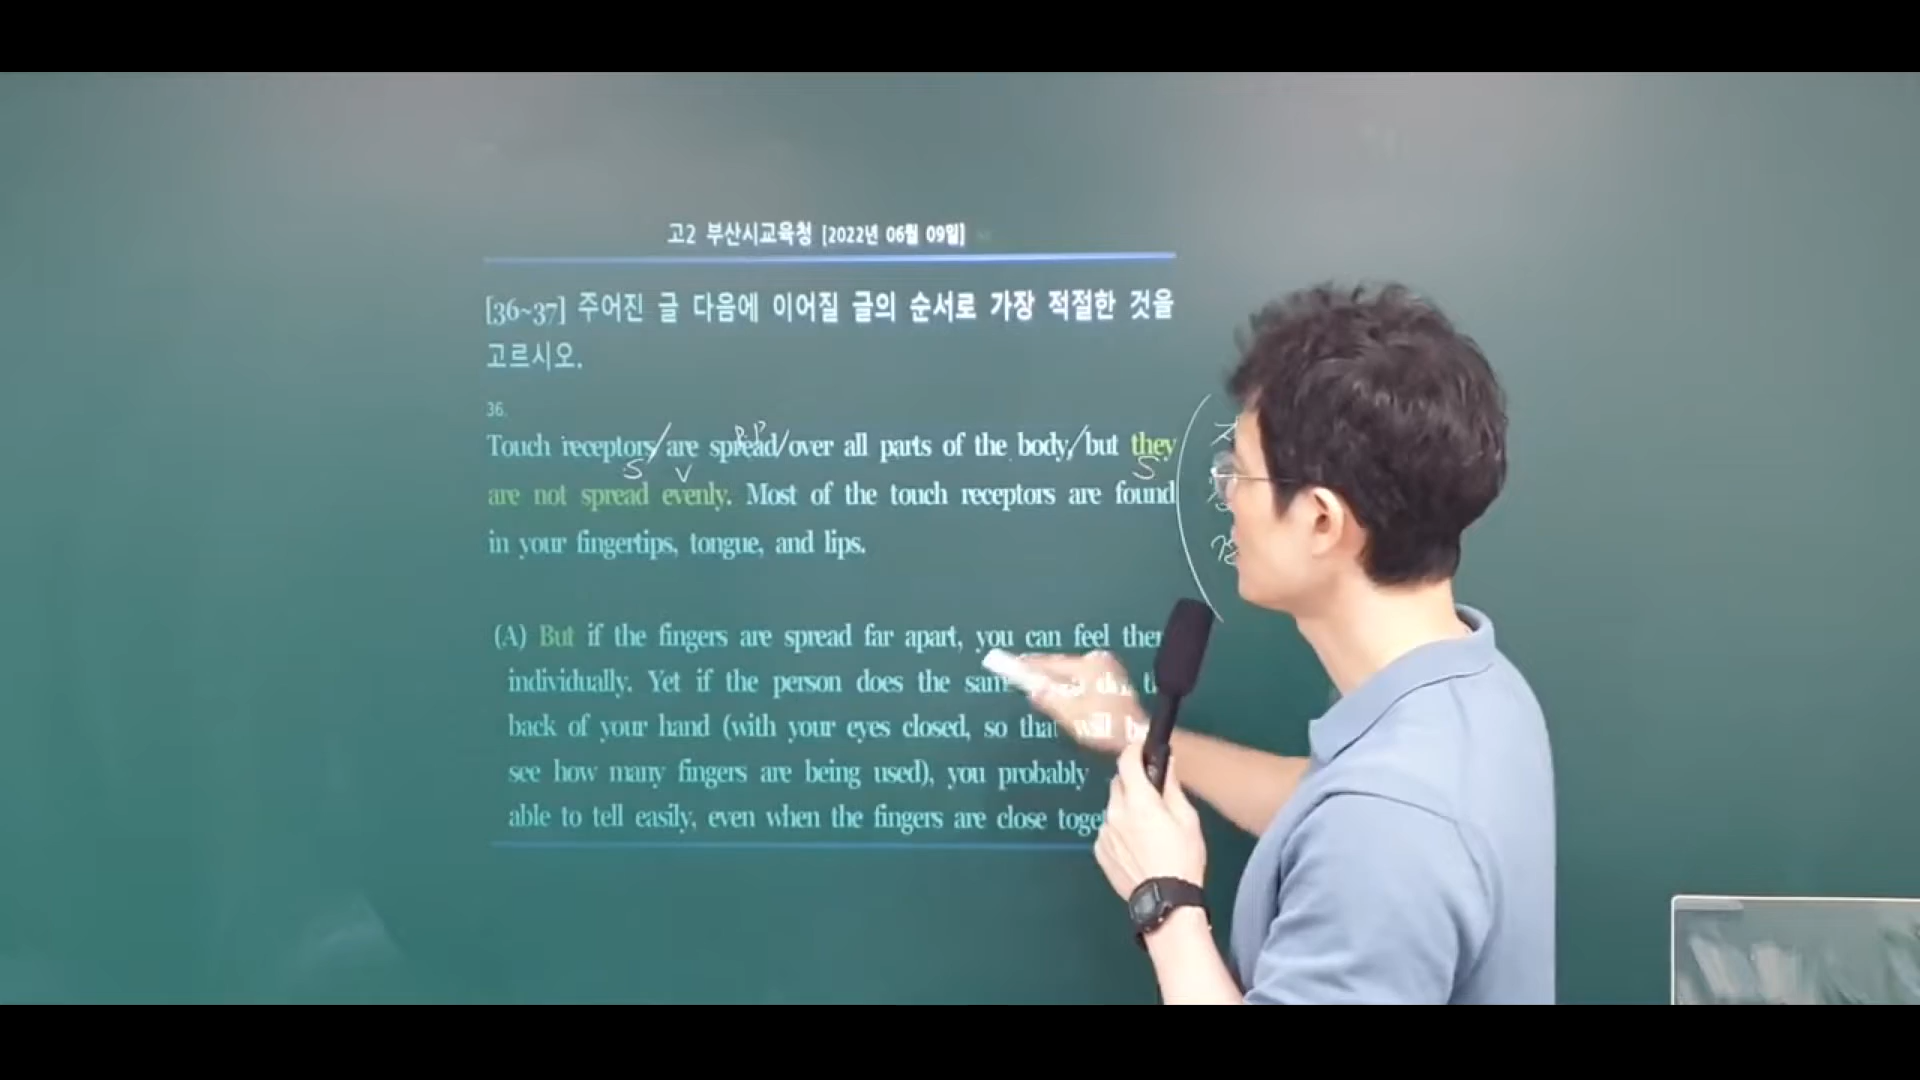 고2 부산시교육청 [2022년 06월 09일]
[36~37] 주어진 글 다음에 이어질 글의 순서로 가장 적절한 것을
고르시오.
36.
P.P
Touch receptors/are spread/over all parts of the body,/but they
S V S
are not spread evenly. Most of the touch receptors are found
in your fingertips, tongue, and lips.
(A) But if the fingers are spread far apart, you can feel
individually. Yet if the person does the
back of your hand (with your eyes closed, so that
see how many fingers are being used), you probably
able to tell easily, even when the fingers are close